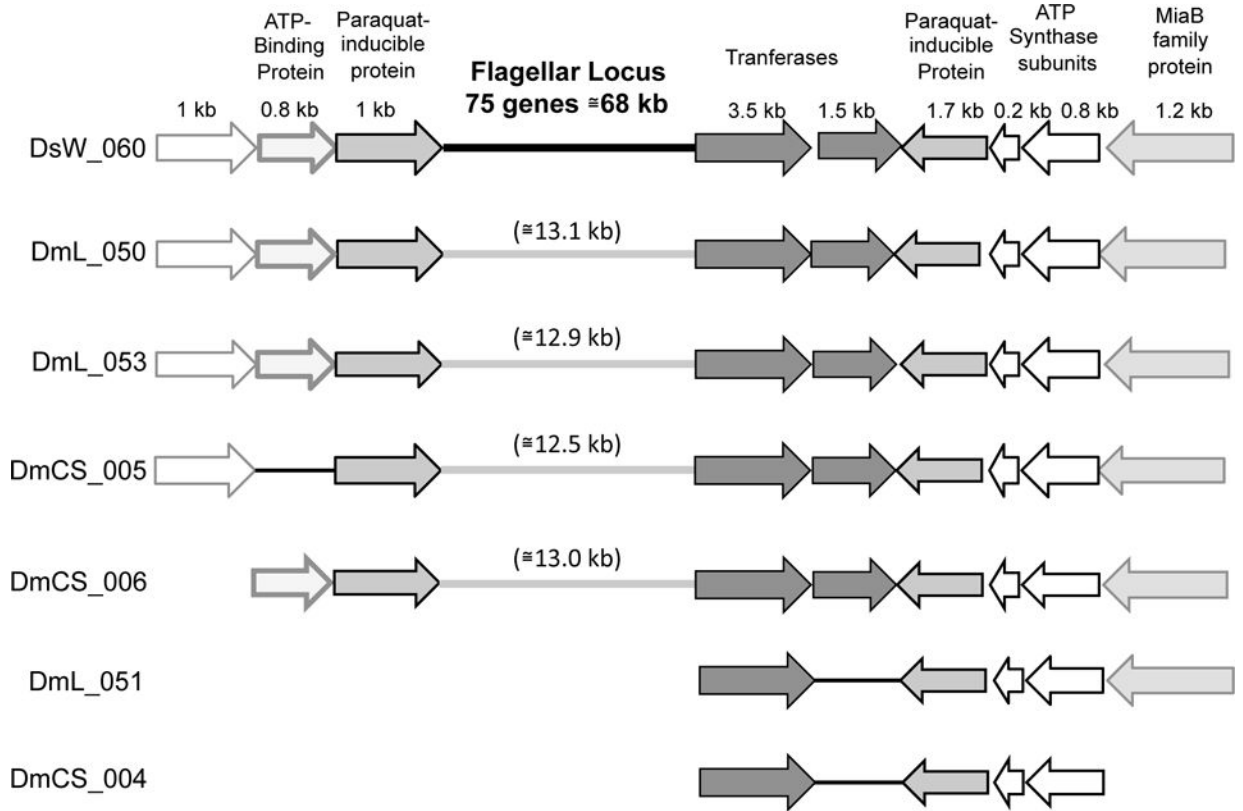 ATP-
Binding
Protein
Paraquat-
inducible
protein
Flagellar Locus
75 genes ≅68 kb
Tranferases
Paraquat-
inducible
Protein
ATP
Synthase
subunits
MiaB
family
protein
1 kb
0.8 kb
1 kb
3.5 kb
1.5 kb
1.7 kb
0.2 kb
0.8 kb
1.2 kb
DsW_060
DmL_050
(≅13.1 kb)
DmL_053
(≅12.9 kb)
DmCS_005
(≅12.5 kb)
DmCS_006
(≅13.0 kb)
DmL_051
DmCS_004